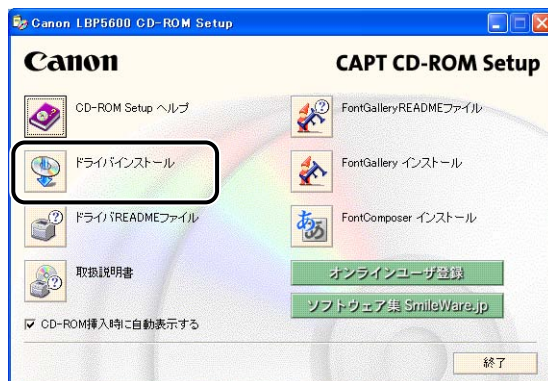 Canon LBP5600 CD-ROM Setup
Canon
CAPT CD-ROM Setup
CD-ROM Setup ヘルプ
FontGalleryREADMEファイル
ドライバインストール
FontGallery インストール
ドライバREADMEファイル
FontComposer インストール
取扱説明書
オンラインユーザ登録
ソフトウェア集 SmileWare.jp
CD-ROM挿入時に自動表示する
終了